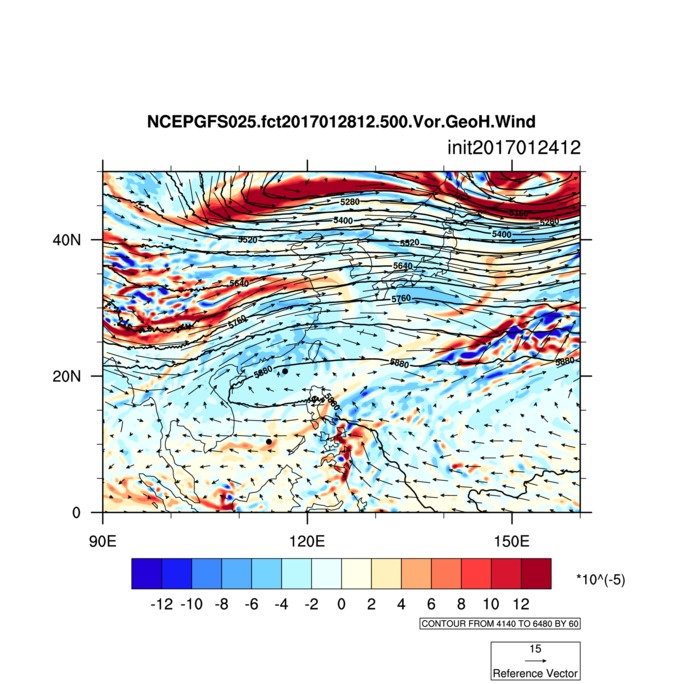 NCEPGFS025.fct2017012812.500.Vor.GeoH.Wind
init2017012412
5280
5160
5280
5400
5400
5520
5520
40N
5640
5640
5760
5760
5880
5880
5880
20N
5880
0
90E 120E 150E
-12 -10 -8 -6 -4 -2 0 2 4 6 8 10 12
*10^(-5)
CONTOUR FROM 4140 TO 6480 BY 60
15
Reference Vector